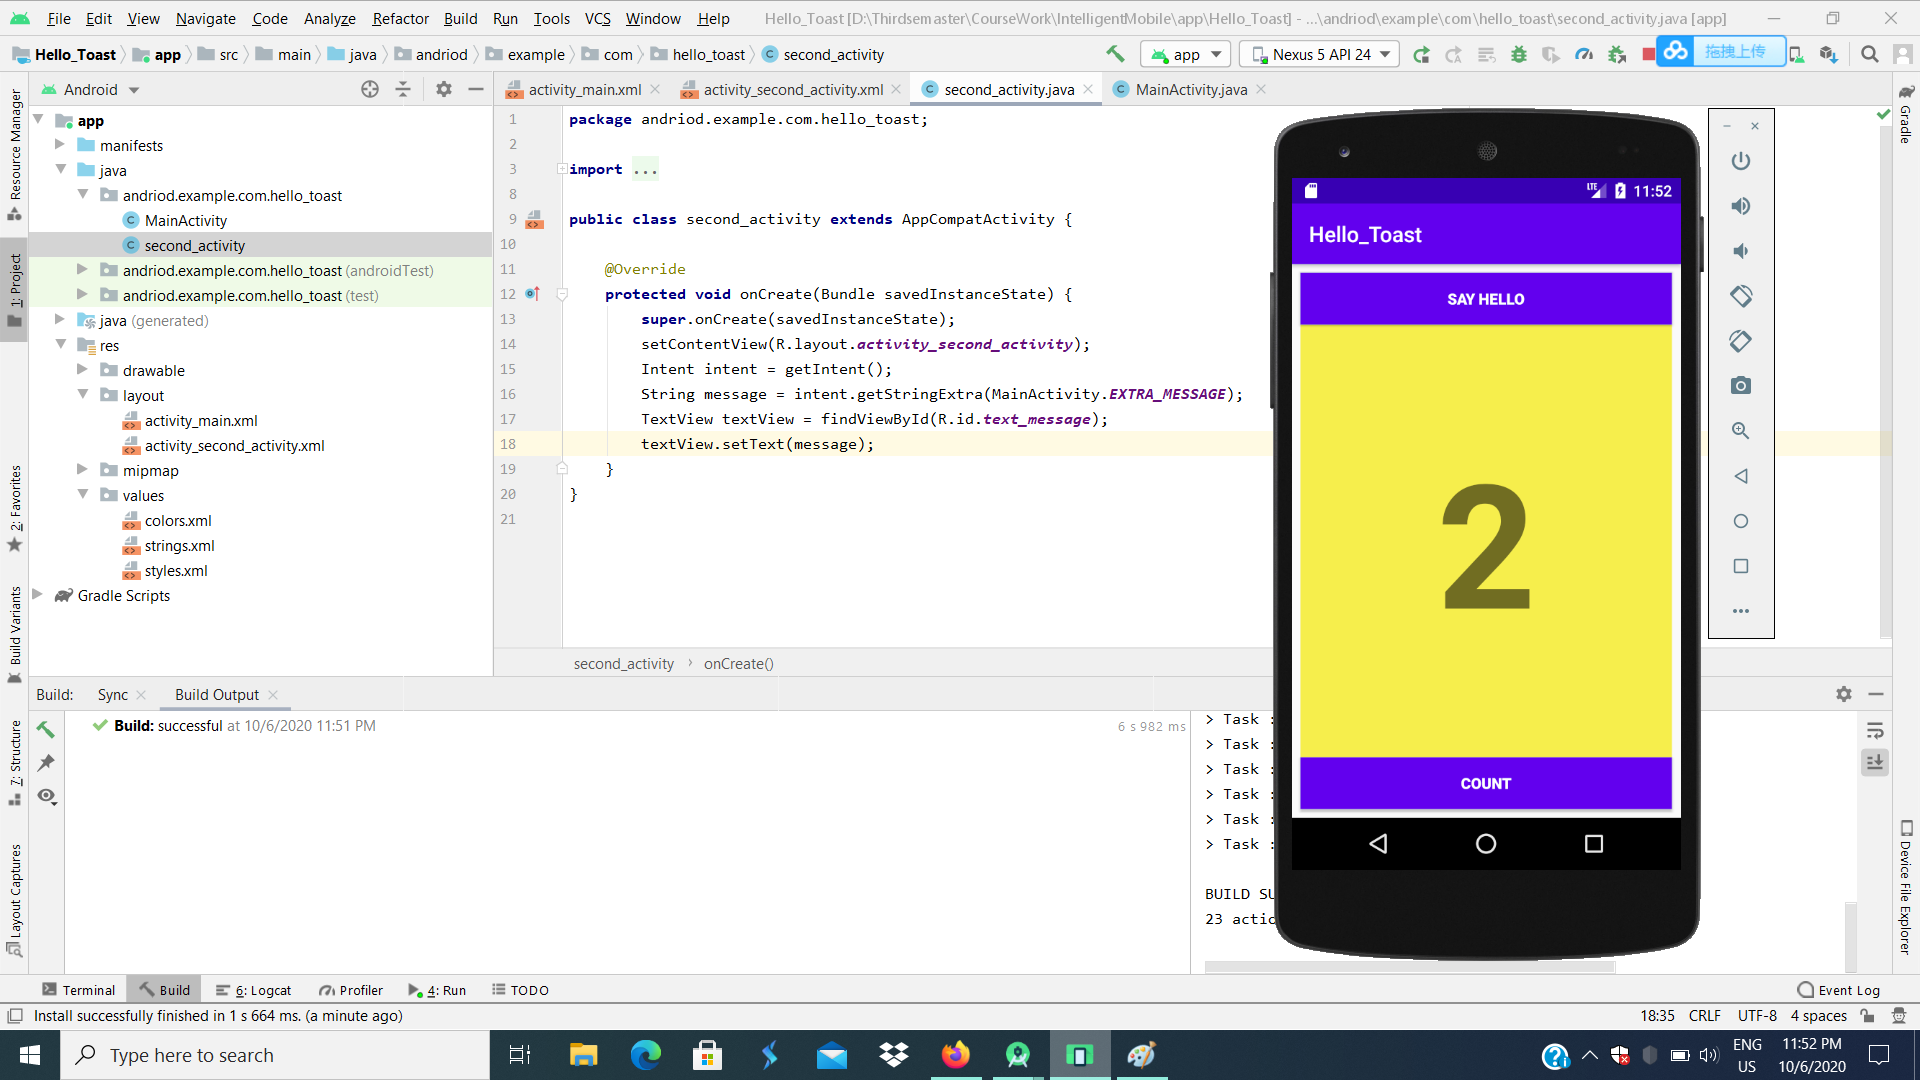 File Edit View Navigate Code Analyze Refactor Build Run Tools VCS Window Help Hello_Toast [D:\Thirdsemaster\CourseWork\IntelligentMobile\app\Hello_Toast] - ...\andriod\example\com\hello_toast\second_activity.java [app]
Hello_Toast app src main java andriod example com hello_toast second_activity app Nexus 5 API 24 拖拽上传
Android
activity_main.xml activity_second_activity.xml second_activity.java MainActivity.java
Resource Manager
1: Project
2: Favorites
Build Variants
7: Structure
Layout Captures
app
manifests
java
andriod.example.com.hello_toast
MainActivity
second_activity
andriod.example.com.hello_toast (androidTest)
andriod.example.com.hello_toast (test)
java (generated)
res
drawable
layout
activity_main.xml
activity_second_activity.xml
mipmap
values
colors.xml
strings.xml
styles.xml
Gradle Scripts
1 package andriod.example.com.hello_toast;
2
3 import ...
8
9 public class second_activity extends AppCompatActivity {
10
11 @Override
12 protected void onCreate(Bundle savedInstanceState) {
13 super.onCreate(savedInstanceState);
14 setContentView(R.layout.activity_second_activity);
15 Intent intent = getIntent();
16 String message = intent.getStringExtra(MainActivity.EXTRA_MESSAGE);
17 TextView textView = findViewById(R.id.text_message);
18 textView.setText(message);
19 }
20 }
21
second_activity › onCreate()
LTE 11:52
Hello_Toast
SAY HELLO
2
COUNT
Gradle
Device File Explorer
Build: Sync Build Output
Build: successful at 10/6/2020 11:51 PM 6 s 982 ms
> Task :
> Task :
> Task :
> Task :
> Task :
> Task :
BUILD SU
23 actio
Terminal Build 6: Logcat Profiler 4: Run TODO Event Log
Install successfully finished in 1 s 664 ms. (a minute ago) 18:35 CRLF UTF-8 4 spaces
Type here to search
ENG
US
11:52 PM
10/6/2020